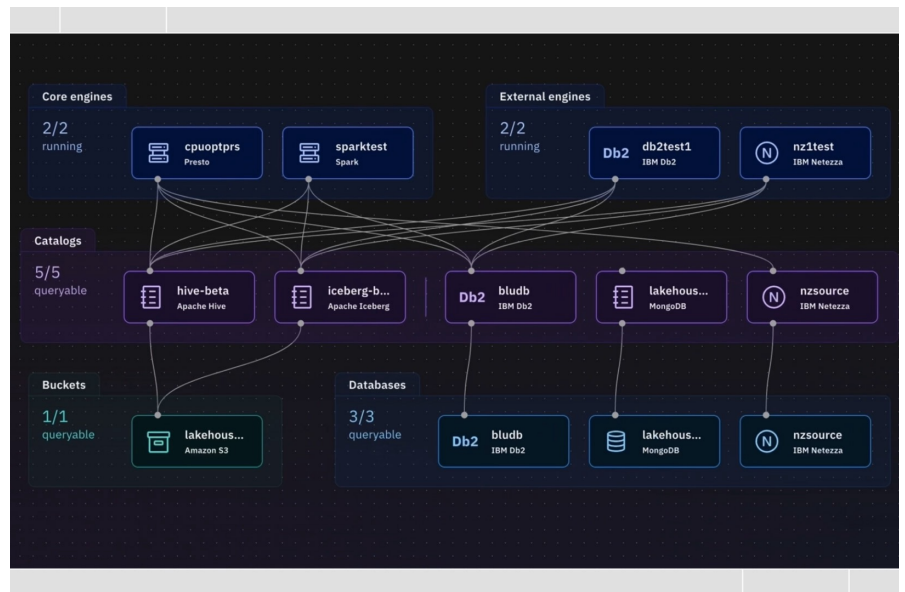 Core engines
2/2
running
cpuoptprs
Presto
sparktest
Spark
External engines
2/2
running
Db2
db2test1
IBM Db2
N
nz1test
IBM Netezza
Catalogs
5/5
queryable
hive-beta
Apache Hive
iceberg-b...
Apache Iceberg
Db2
bludb
IBM Db2
lakehous...
MongoDB
N
nzsource
IBM Netezza
Buckets
1/1
queryable
lakehous...
Amazon S3
Databases
3/3
queryable
Db2
bludb
IBM Db2
lakehous...
MongoDB
N
nzsource
IBM Netezza